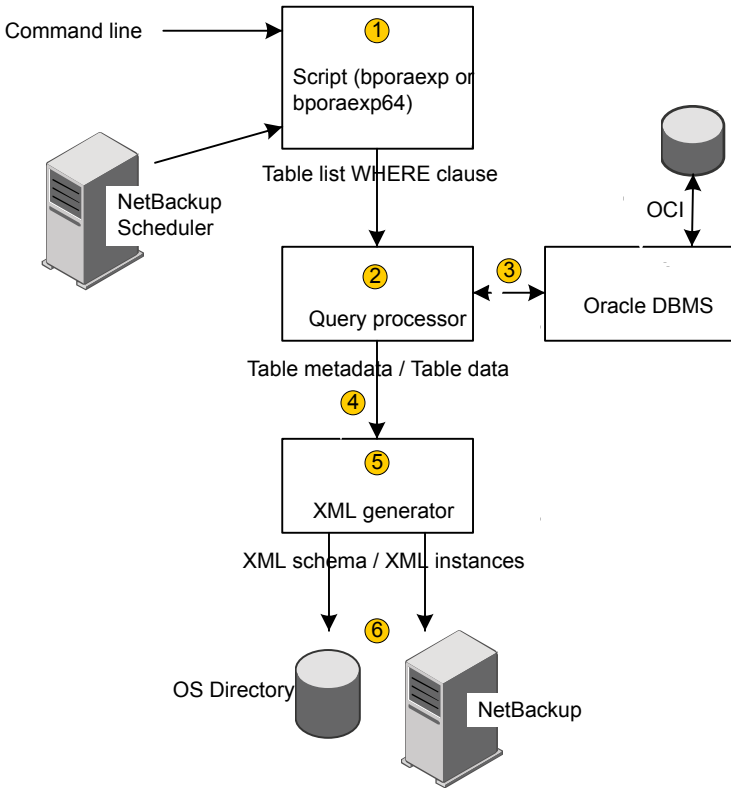 Command line
1
Script (bporaexp or
bporaexp64)
NetBackup
Scheduler
Table list WHERE clause
OCI
2
Query processor
3
Oracle DBMS
Table metadata / Table data
4
5
XML generator
XML schema / XML instances
6
OS Directory
NetBackup